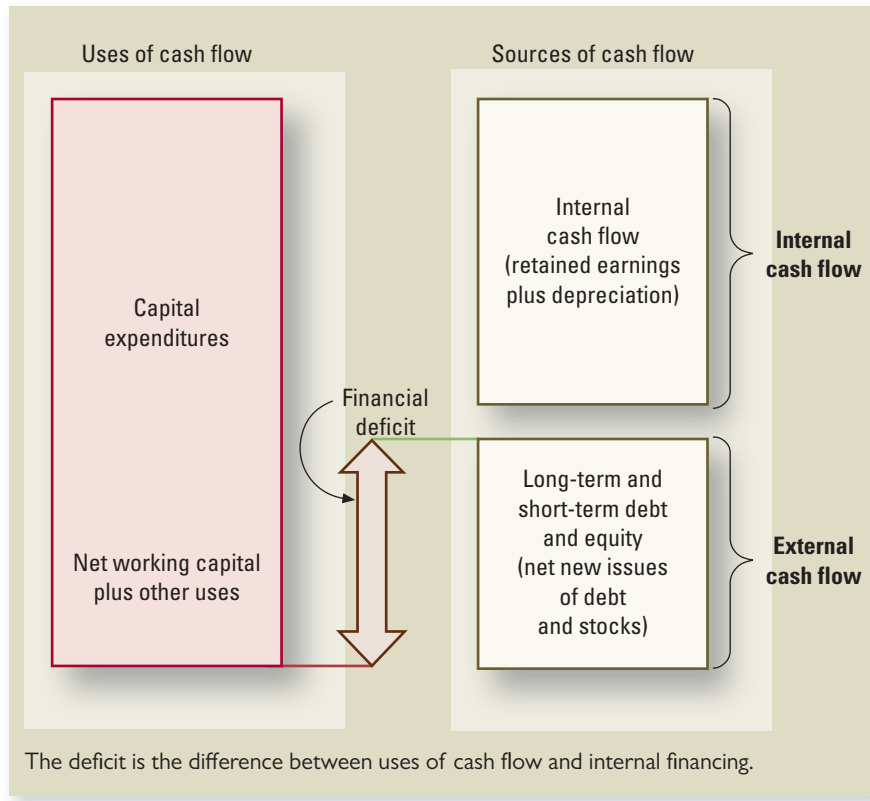 Uses of cash flow
Sources of cash flow
Capital
expenditures
Net working capital
plus other uses
Financial
deficit
Internal
cash flow
(retained earnings
plus depreciation)
Internal
cash flow
Long-term and
short-term debt
and equity
(net new issues
of debt
and stocks)
External
cash flow
The deficit is the difference between uses of cash flow and internal financing.